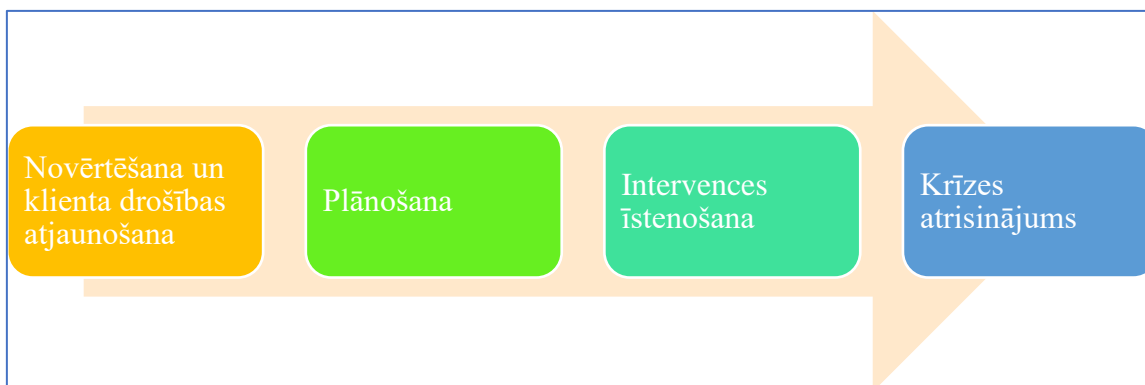 Novērtēšana un
klienta drošības
atjaunošana
Plānošana
Intervences
īstenošana
Krīzes
atrisinājums